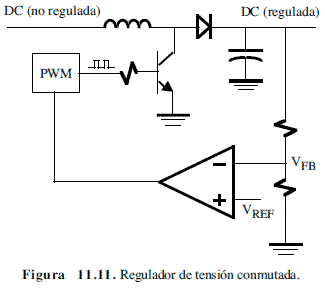 DC (no regulada)
DC (regulada)
PWM
−
V_FB
+
V_REF
Figura 11.11. Regulador de tensión conmutada.